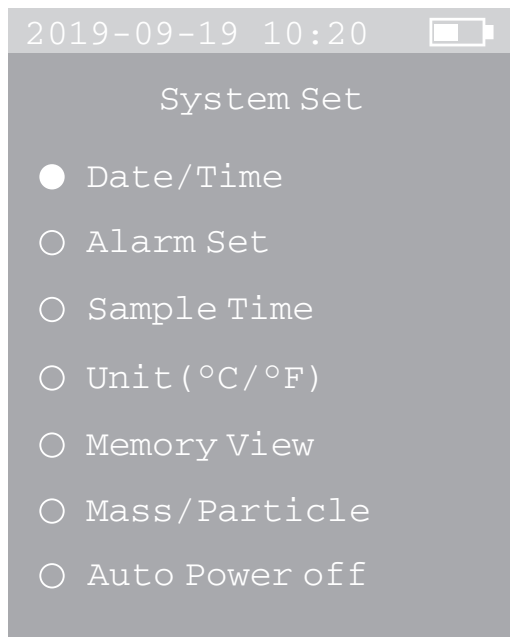 2019-09-19 10:20
System Set
Date/Time
Alarm Set
Sample Time
Unit(°C/°F)
Memory View
Mass/Particle
Auto Power off